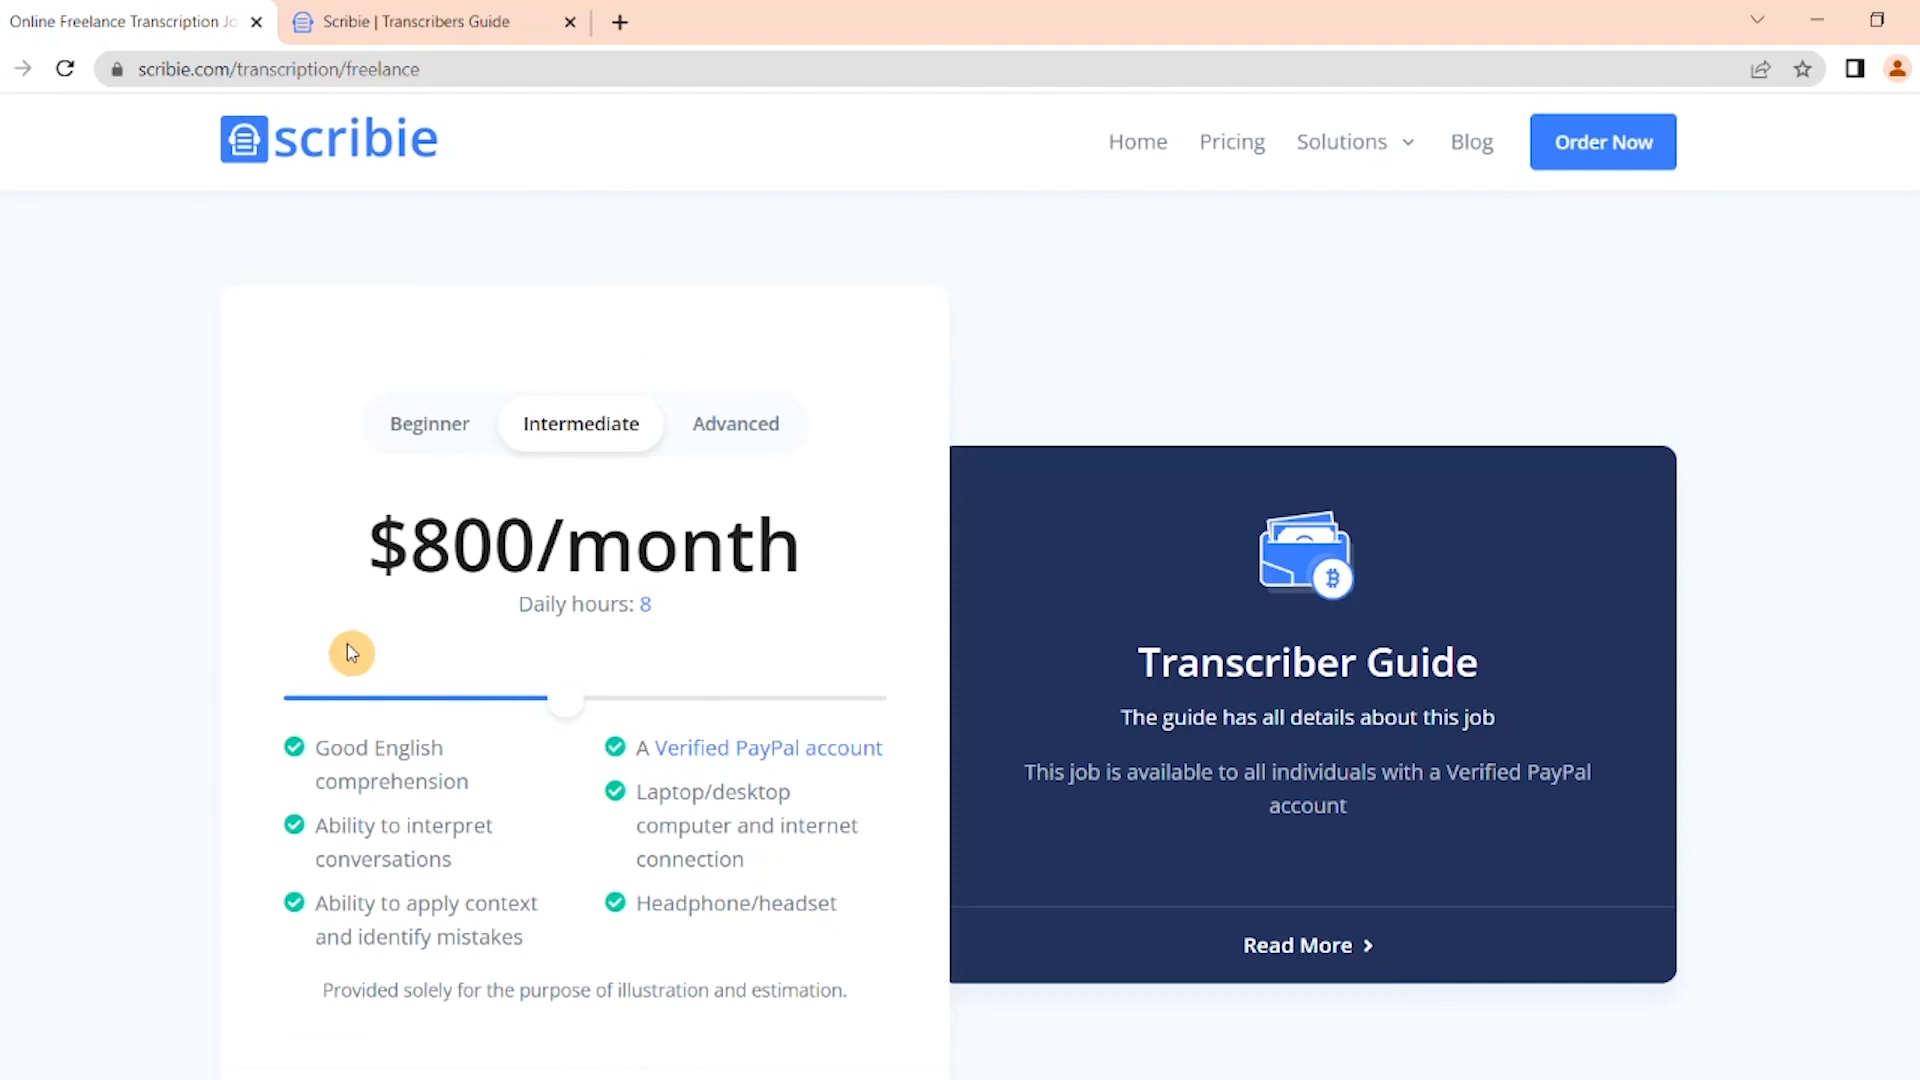 Online Freelance Transcription Jo
Scribie | Transcribers Guide
scribie.com/transcription/freelance
scribie
Home
Pricing
Solutions
Blog
Order Now
Beginner
Intermediate
Advanced
$800/month
Daily hours: 8
Good English
comprehension
Ability to interpret
conversations
Ability to apply context
and identify mistakes
A Verified PayPal account
Laptop/desktop
computer and internet
connection
Headphone/headset
Provided solely for the purpose of illustration and estimation.
Transcriber Guide
The guide has all details about this job
This job is available to all individuals with a Verified PayPal
account
Read More